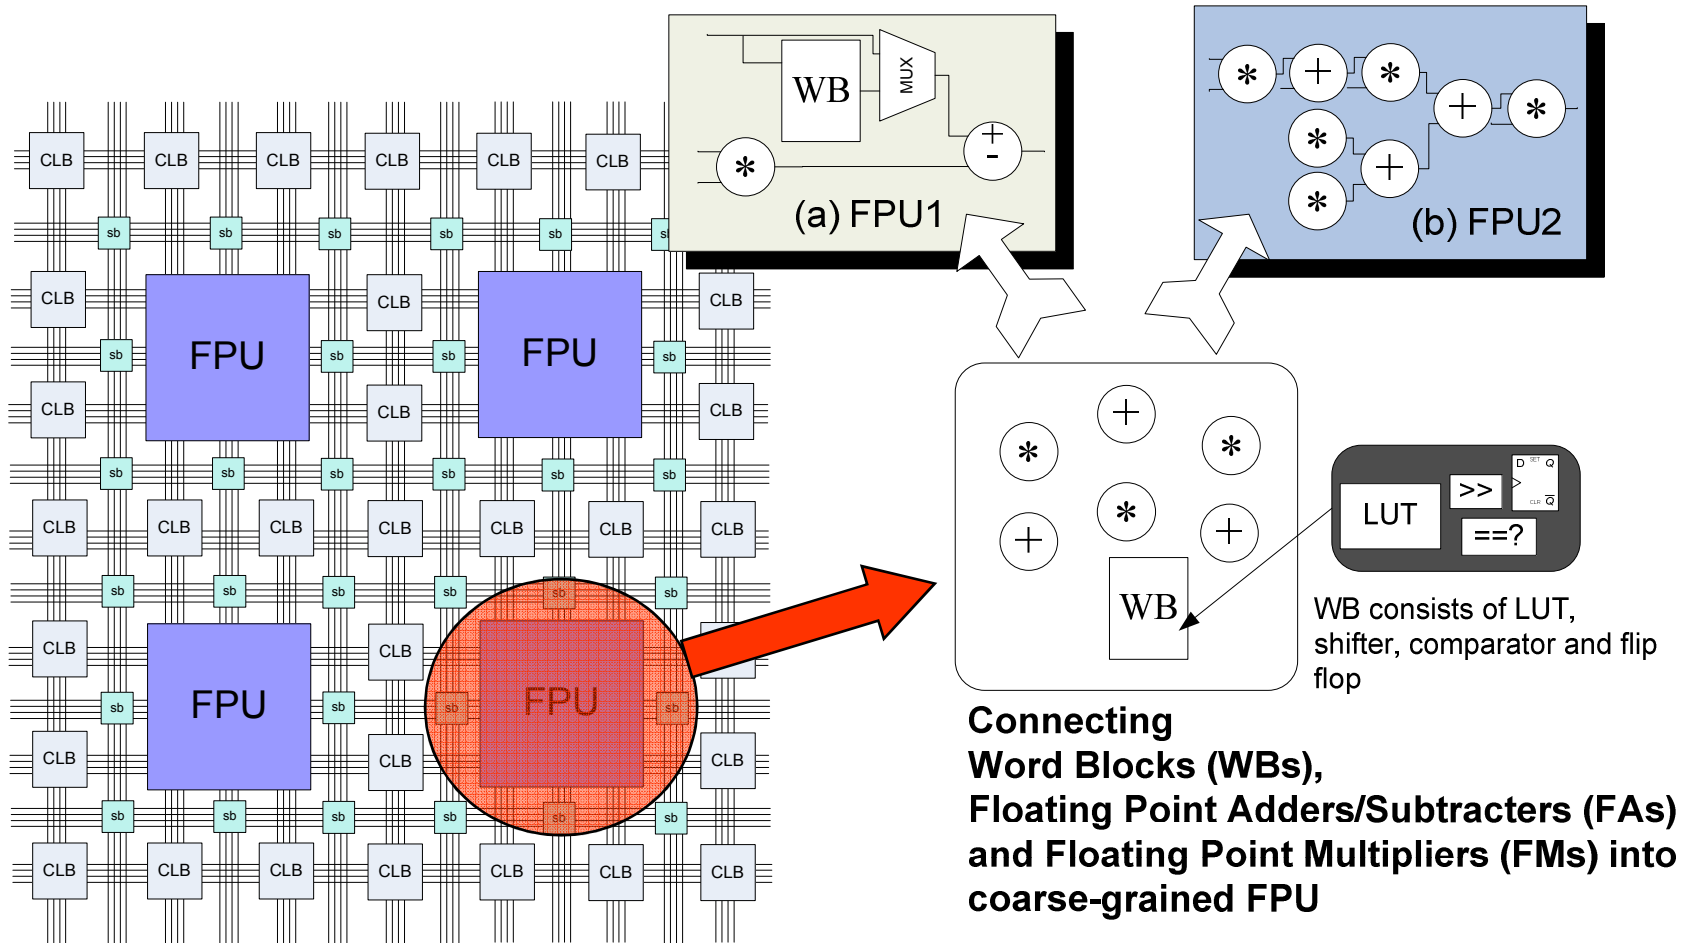 WB
MUX
*
+
-
(a) FPU1
* + *
+ *
*
+
*
(b) FPU2
CLB CLB CLB CLB CLB CLB
sb sb sb sb sb
CLB CLB CLB
FPU FPU
sb sb sb sb
CLB CLB CLB
sb sb sb sb sb sb
CLB CLB CLB CLB CLB CLB CLB
sb sb sb sb sb sb
CLB CLB
FPU FPU
sb sb sb sb
CLB CLB CLB
sb sb sb sb sb sb
CLB CLB CLB CLB CLB CLB CLB
+
* *
*
+ +
WB
LUT
>>
==?
D SET Q
CLR Q
WB consists of LUT,
shifter, comparator and flip
flop
Connecting
Word Blocks (WBs),
Floating Point Adders/Subtracters (FAs)
and Floating Point Multipliers (FMs) into
coarse-grained FPU